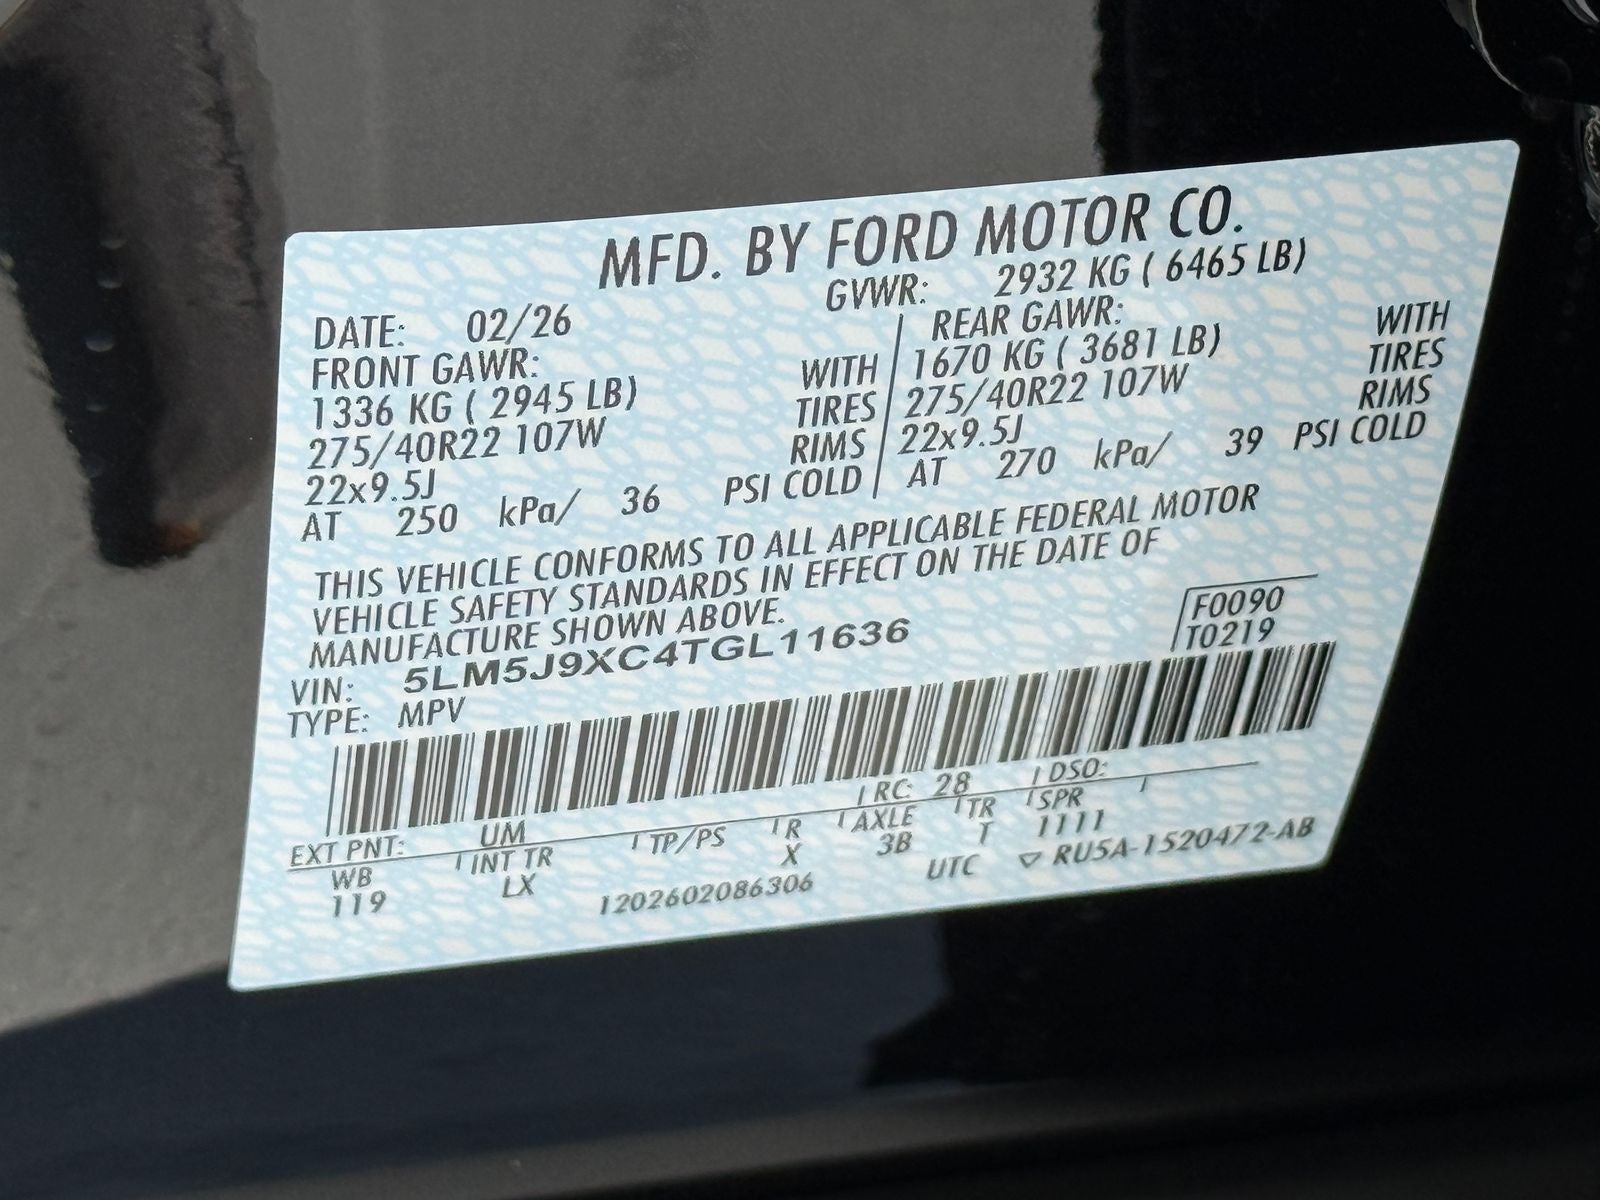 MFD. BY FORD MOTOR CO.
DATE: 02/26 GVWR: 2932 KG ( 6465 LB)
FRONT GAWR: REAR GAWR:
1336 KG ( 2945 LB) WITH 1670 KG ( 3681 LB) WITH
275/40R22 107W TIRES 275/40R22 107W TIRES
22x9.5J RIMS 22x9.5J RIMS
AT 250 kPa/ 36 PSI COLD AT 270 kPa/ 39 PSI COLD
THIS VEHICLE CONFORMS TO ALL APPLICABLE FEDERAL MOTOR
VEHICLE SAFETY STANDARDS IN EFFECT ON THE DATE OF
MANUFACTURE SHOWN ABOVE.
F0090
VIN: 5LM5J9XC4TGL11636 T0219
TYPE: MPV
EXT PNT: UM RC: 28 DSO:
WB INT TR TP/PS R AXLE TR SPR
119 LX X 3B T 1111
1202602086306 UTC ▽ RU5A-1520472-AB